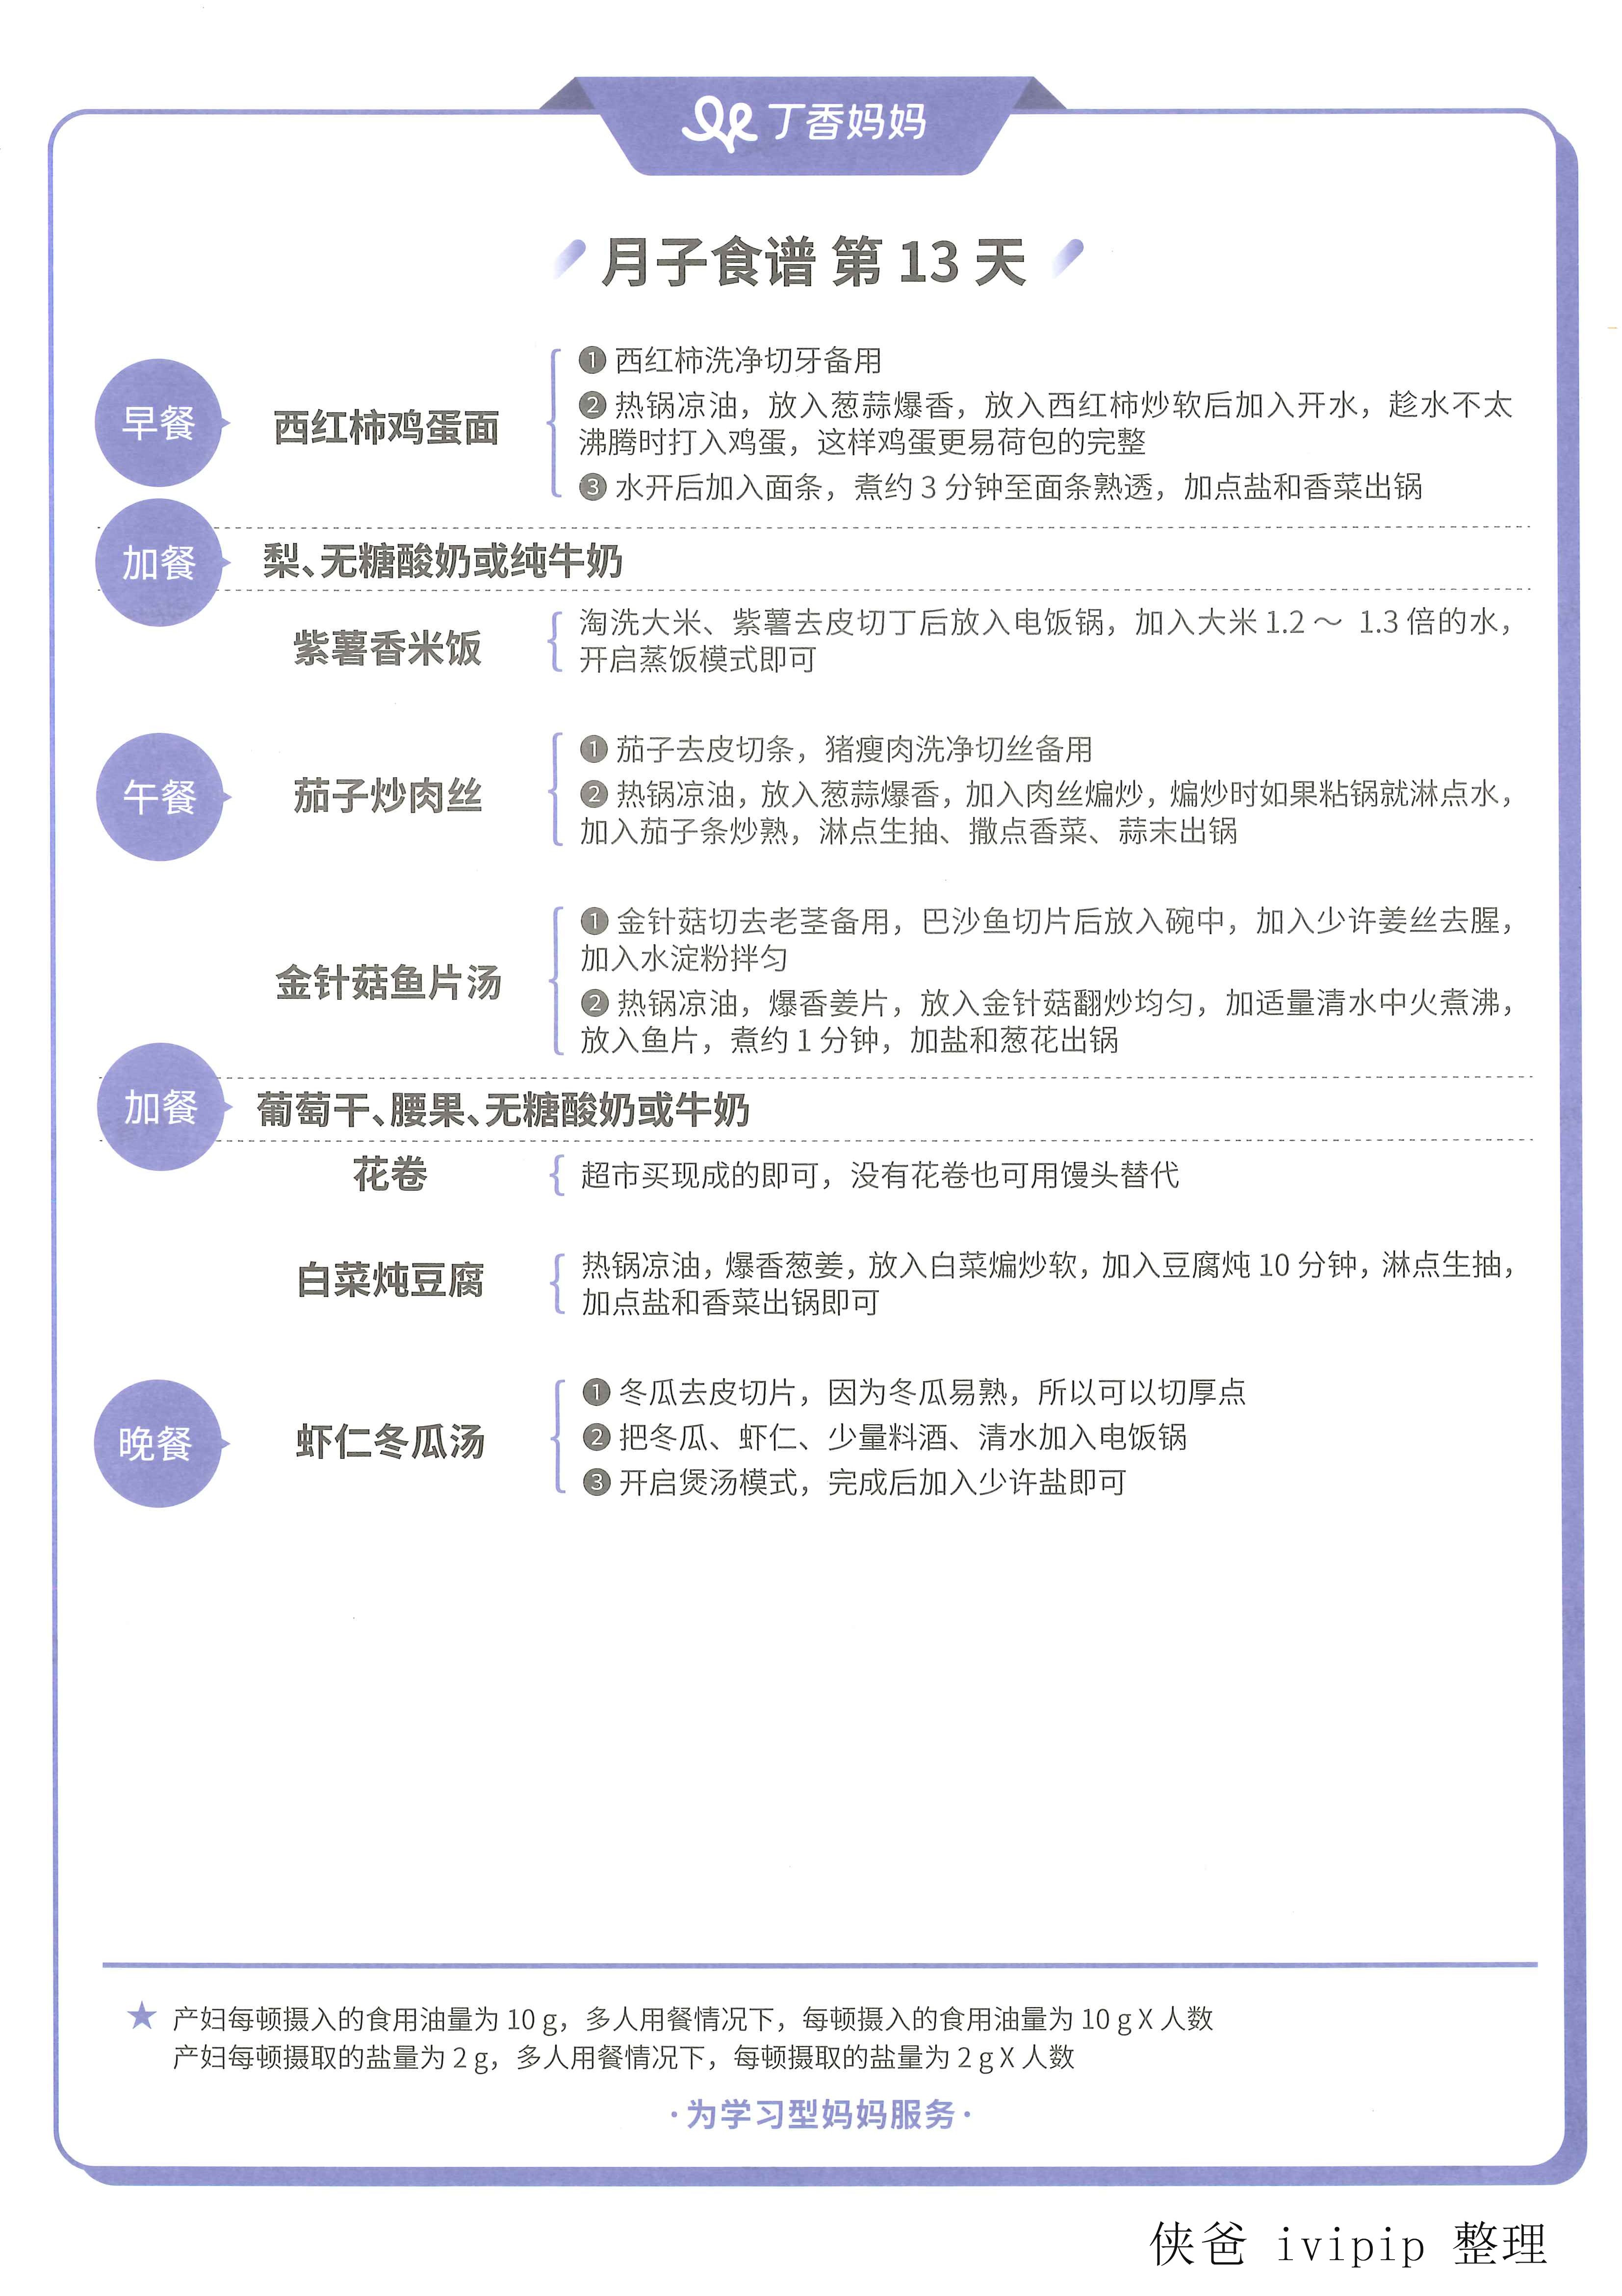 丁香妈妈
月子食谱 第 13 天
早餐
西红柿鸡蛋面
❶ 西红柿洗净切牙备用
❷ 热锅凉油，放入葱蒜爆香，放入西红柿炒软后加入开水，趁水不太
沸腾时打入鸡蛋，这样鸡蛋更易荷包的完整
❸ 水开后加入面条，煮约 3 分钟至面条熟透，加点盐和香菜出锅
加餐
梨、无糖酸奶或纯牛奶
紫薯香米饭
淘洗大米、紫薯去皮切丁后放入电饭锅，加入大米 1.2 ～ 1.3 倍的水，
开启蒸饭模式即可
午餐
茄子炒肉丝
❶ 茄子去皮切条，猪瘦肉洗净切丝备用
❷ 热锅凉油，放入葱蒜爆香，加入肉丝煸炒，煸炒时如果粘锅就淋点水，
加入茄子条炒熟，淋点生抽、撒点香菜、蒜末出锅
金针菇鱼片汤
❶ 金针菇切去老茎备用，巴沙鱼切片后放入碗中，加入少许姜丝去腥，
加入水淀粉拌匀
❷ 热锅凉油，爆香姜片，放入金针菇翻炒均匀，加适量清水中火煮沸，
放入鱼片，煮约 1 分钟，加盐和葱花出锅
加餐
葡萄干、腰果、无糖酸奶或牛奶
花卷
超市买现成的即可，没有花卷也可用馒头替代
白菜炖豆腐
热锅凉油，爆香葱姜，放入白菜煸炒软，加入豆腐炖 10 分钟，淋点生抽，
加点盐和香菜出锅即可
晚餐
虾仁冬瓜汤
❶ 冬瓜去皮切片，因为冬瓜易熟，所以可以切厚点
❷ 把冬瓜、虾仁、少量料酒、清水加入电饭锅
❸ 开启煲汤模式，完成后加入少许盐即可
★ 产妇每顿摄入的食用油量为 10 g，多人用餐情况下，每顿摄入的食用油量为 10 g X 人数
产妇每顿摄取的盐量为 2 g，多人用餐情况下，每顿摄取的盐量为 2 g X 人数
·为学习型妈妈服务·
侠爸 ivipip 整理